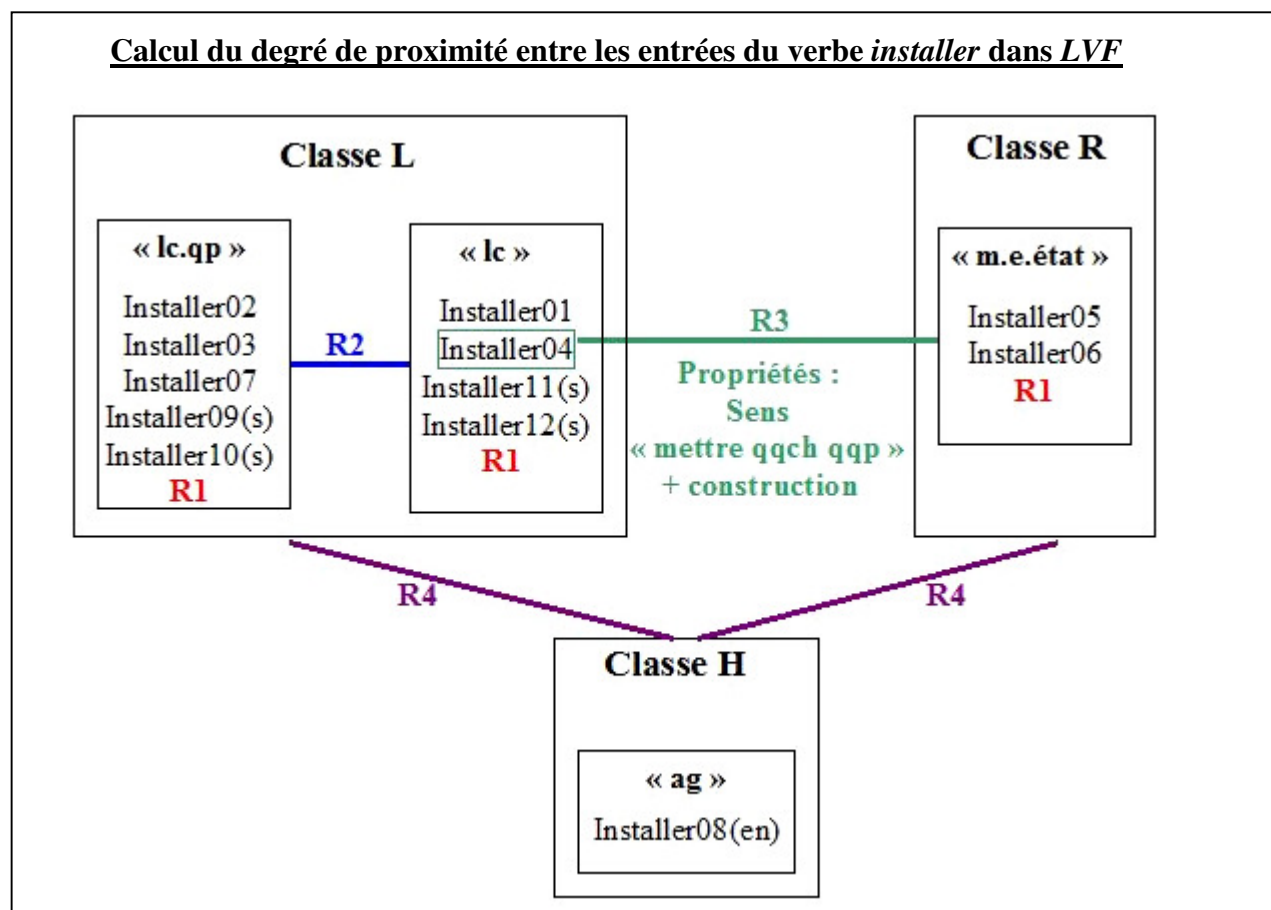 Calcul du degré de proximité entre les entrées du verbe installer dans LVF
Classe L
« lc.qp »
Installer02
Installer03
Installer07
Installer09(s)
Installer10(s)
R1
R2
« lc »
Installer01
Installer04
Installer11(s)
Installer12(s)
R1
R3
Propriétés :
Sens
« mettre qqch qqp »
+ construction
Classe R
« m.e.état »
Installer05
Installer06
R1
R4
R4
Classe H
« ag »
Installer08(en)